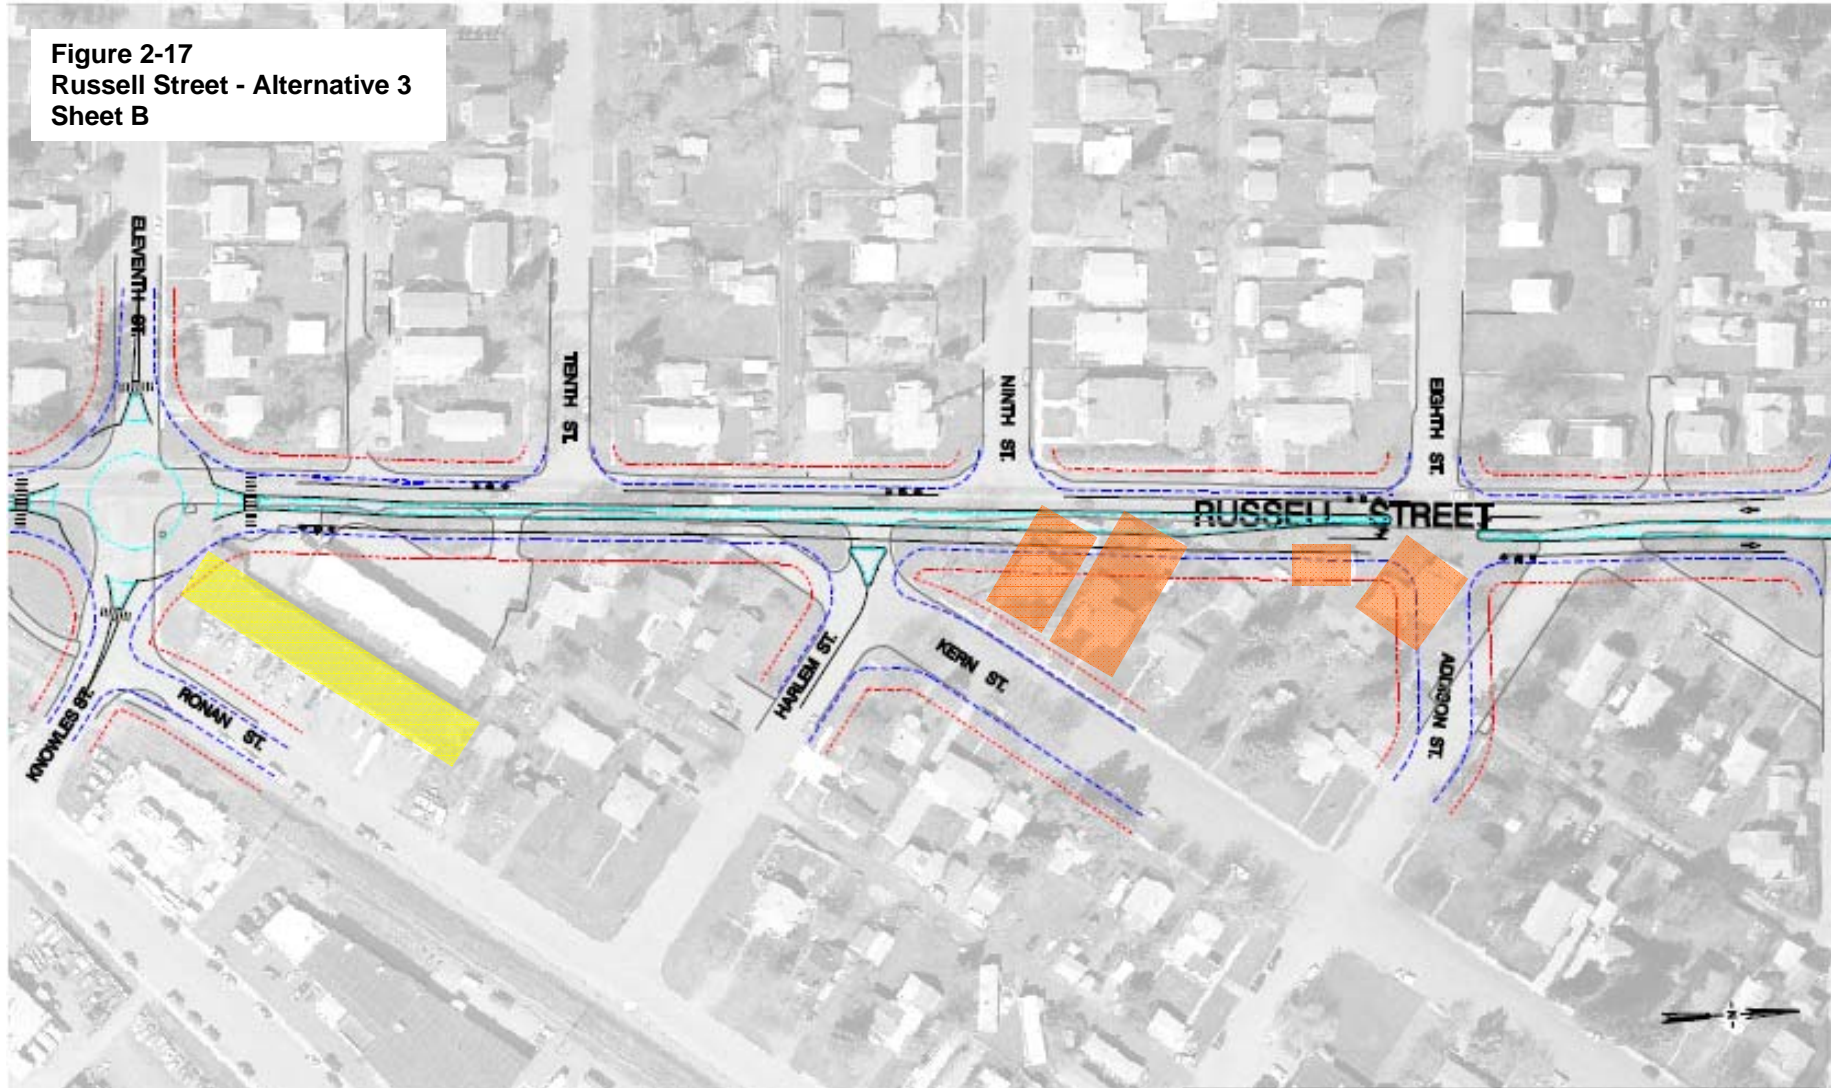 Figure 2-17
Russell Street - Alternative 3
Sheet B
ELEVENTH ST.
TENTH ST.
NINTH ST.
EIGHTH ST.
RUSSELL STREET
KNOWLES ST.
RONAN ST.
HARLEM ST.
KERN ST.
ADDISON ST.
N